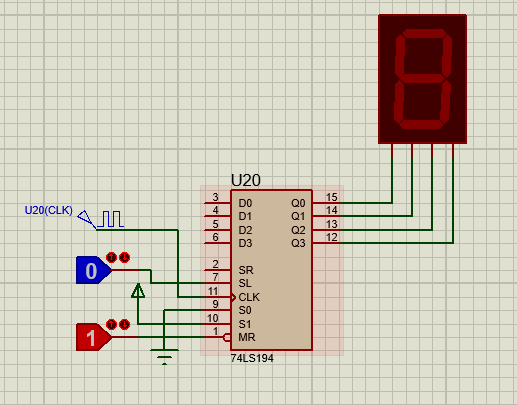 U20
U20(CLK)
3 D0 Q0 15
4 D1 Q1 14
5 D2 Q2 13
6 D3 Q3 12
2 SR
7 SL
11 CLK
9 S0
10 S1
1 MR
0
1
74LS194